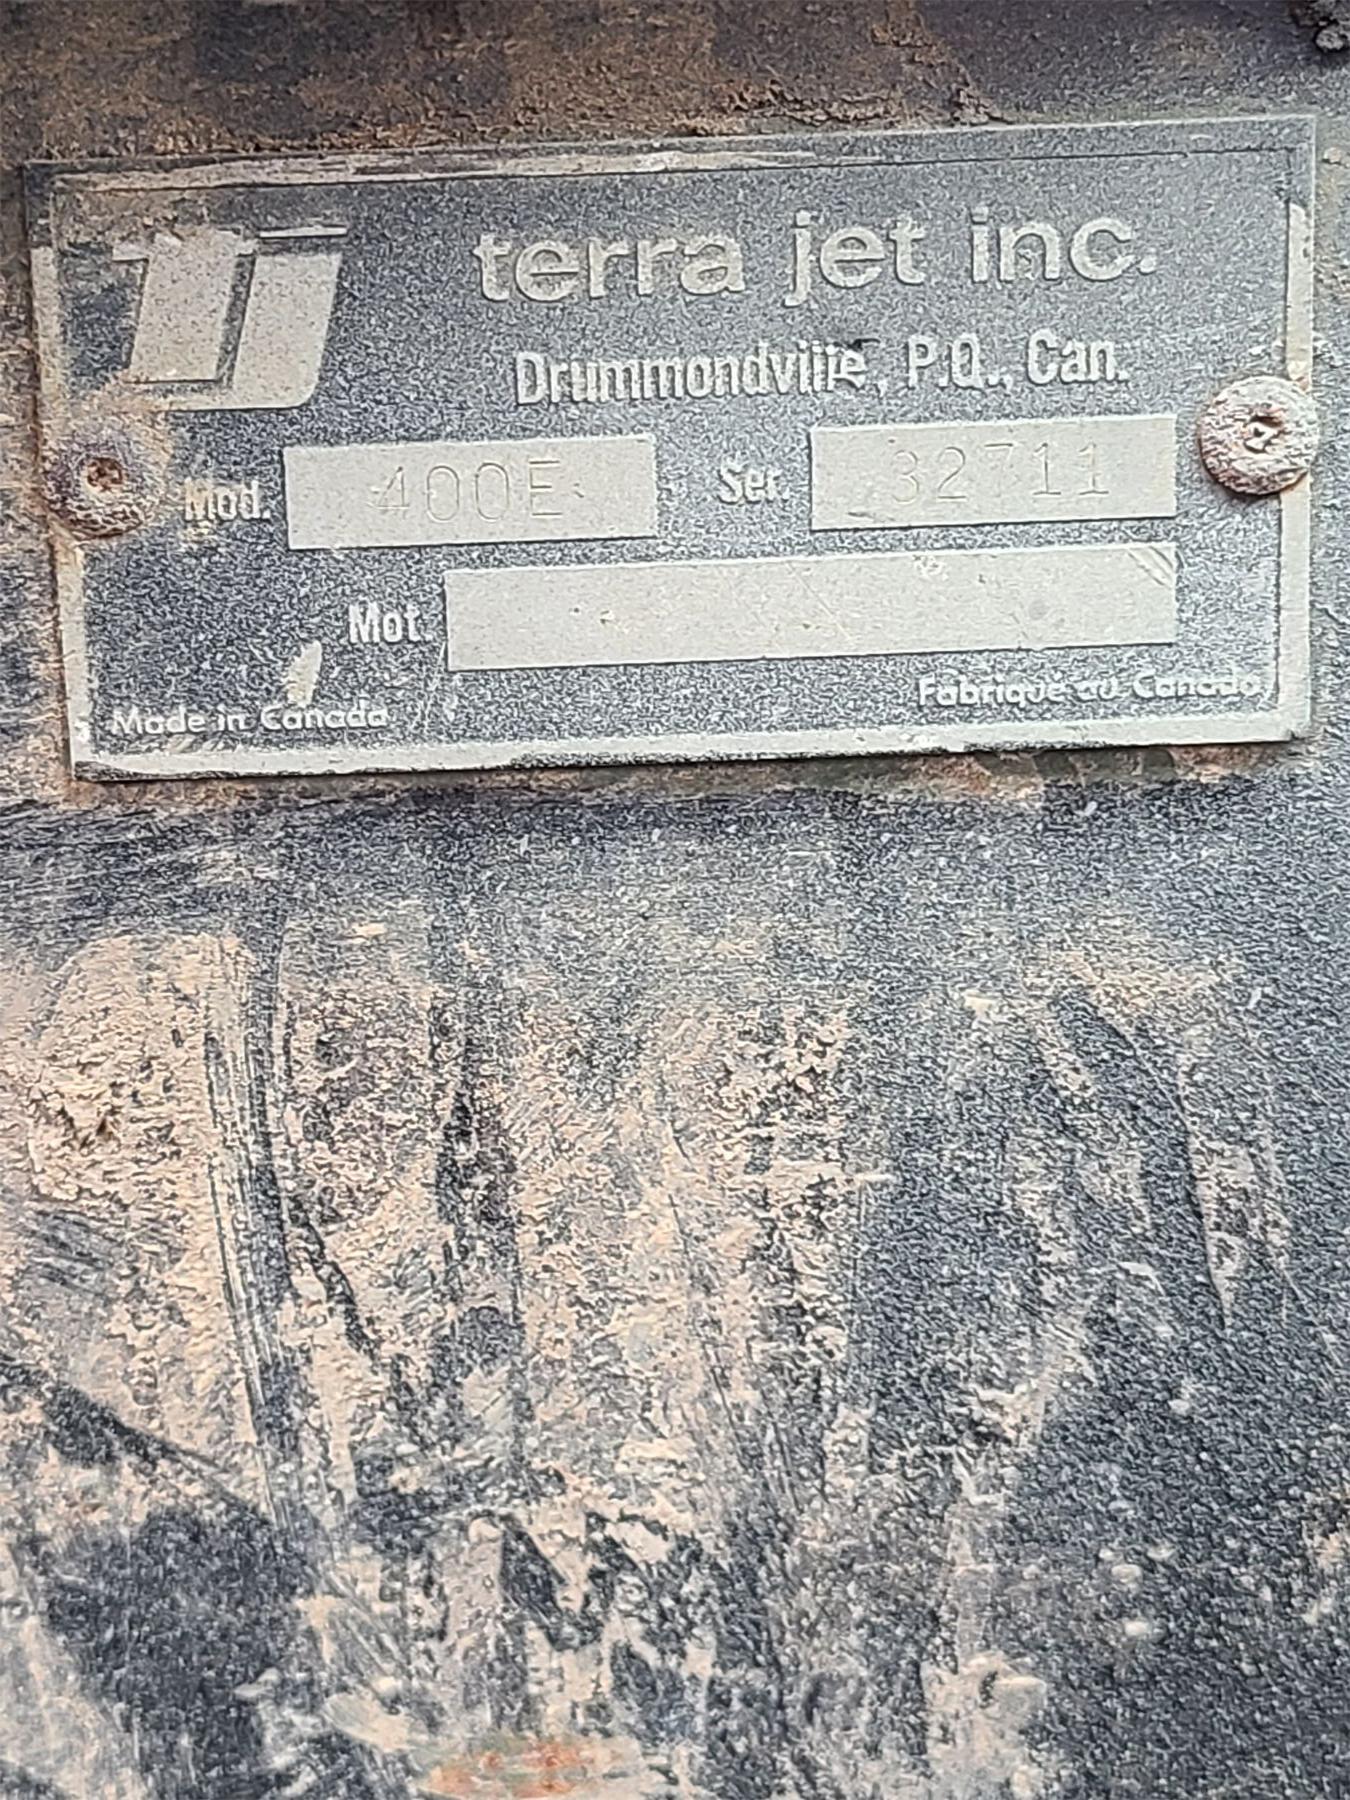 TJ terra jet inc.
Drummondville, P.Q., Can.
Mod. 400E Ser. 32711
Mot.
Made in Canada Fabriqué au Canada